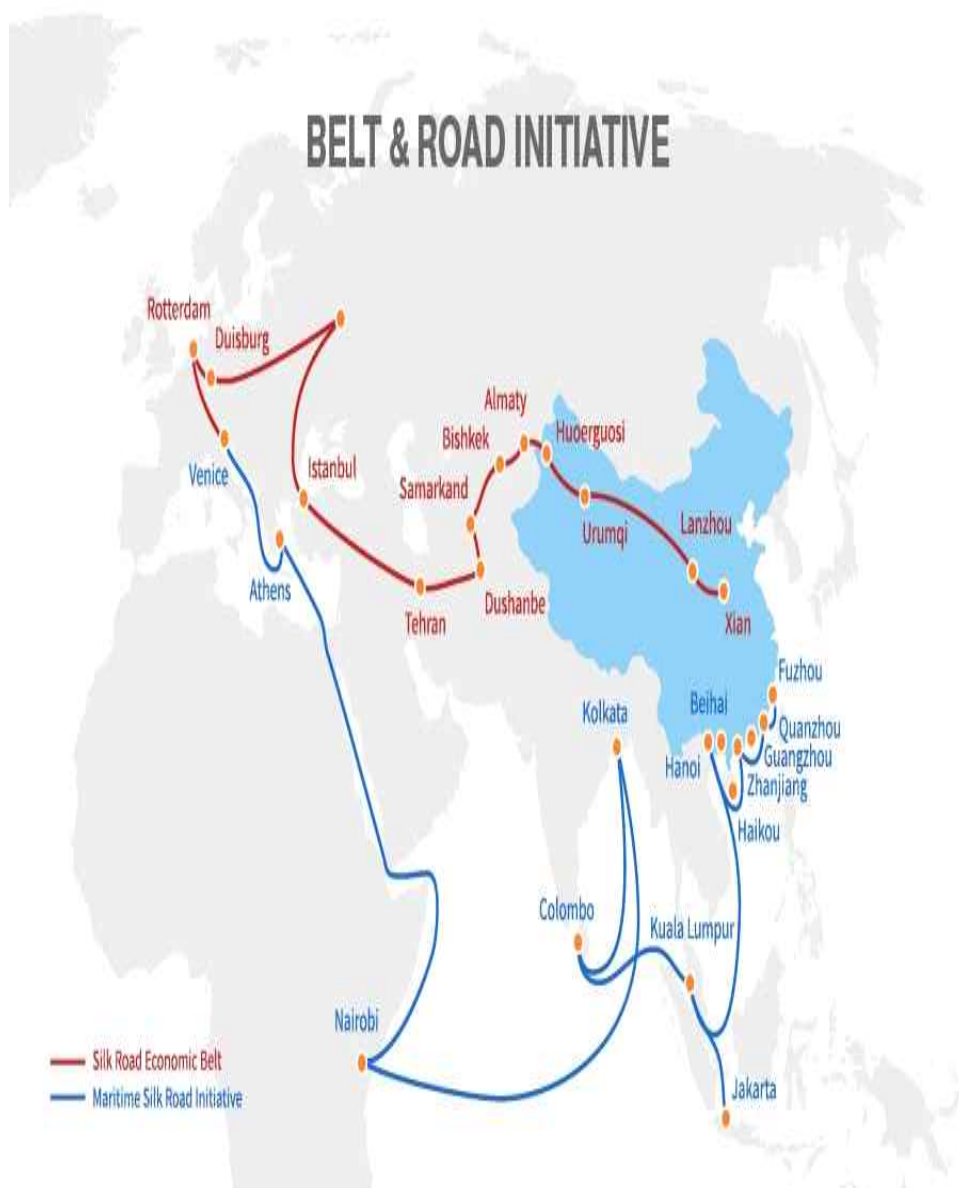 BELT & ROAD INITIATIVE
Rotterdam
Duisburg
Almaty
Huoerguosi
Bishkek
Istanbul
Samarkand
Venice
Urumqi
Lanzhou
Athens
Dushanbe
Tehran
Xian
Fuzhou
Beihai
Kolkata
Quanzhou
Guangzhou
Hanoi
Zhanjiang
Haikou
Colombo
Kuala Lumpur
Nairobi
Silk Road Economic Belt
Jakarta
Maritime Silk Road Initiative